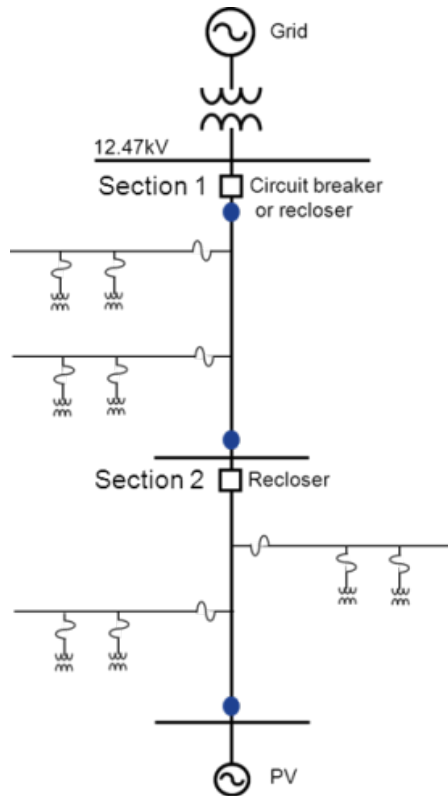 Grid
12.47kV
Section 1
Circuit breaker
or recloser
Section 2
Recloser
PV